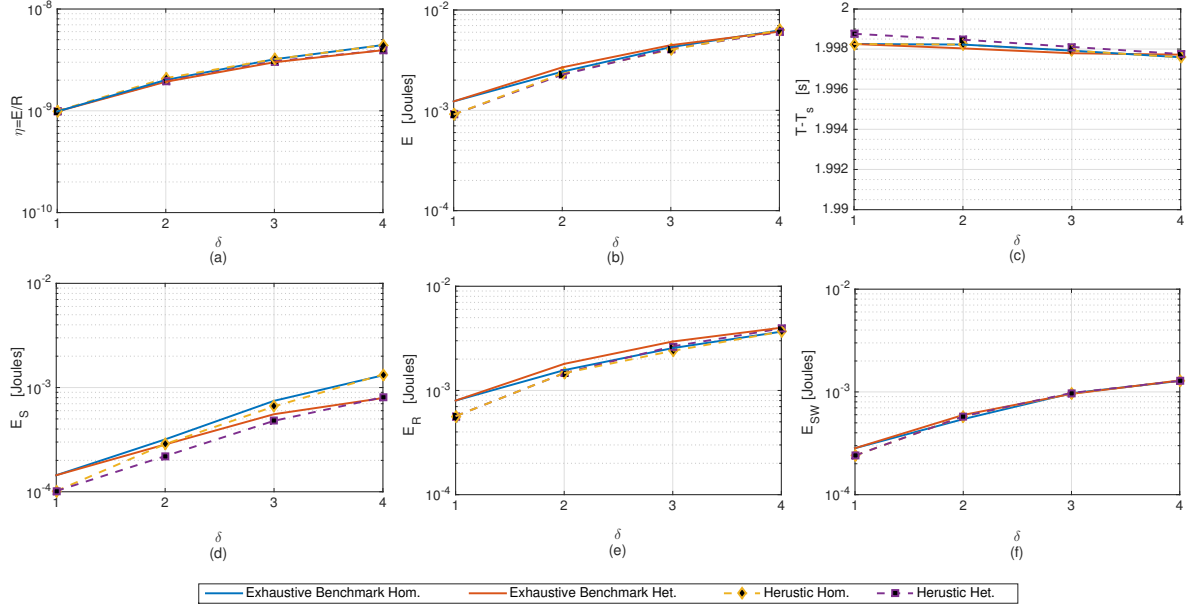 10^-7
10^-8
10^-9
10^-10
η=E/R
1 2 3 4
δ
(a)
10^-2
10^-3
10^-4
E [Joules]
1 2 3 4
δ
(b)
2
1.998
1.996
1.994
1.992
1.99
T-T_s [s]
1 2 3 4
δ
(c)
10^-2
10^-3
10^-4
E_S [Joules]
1 2 3 4
δ
(d)
10^-2
10^-3
10^-4
E_R [Joules]
1 2 3 4
δ
(e)
10^-2
10^-3
10^-4
E_SW [Joules]
1 2 3 4
δ
(f)
Exhaustive Benchmark Hom. Exhaustive Benchmark Het. Herustic Hom. Herustic Het.